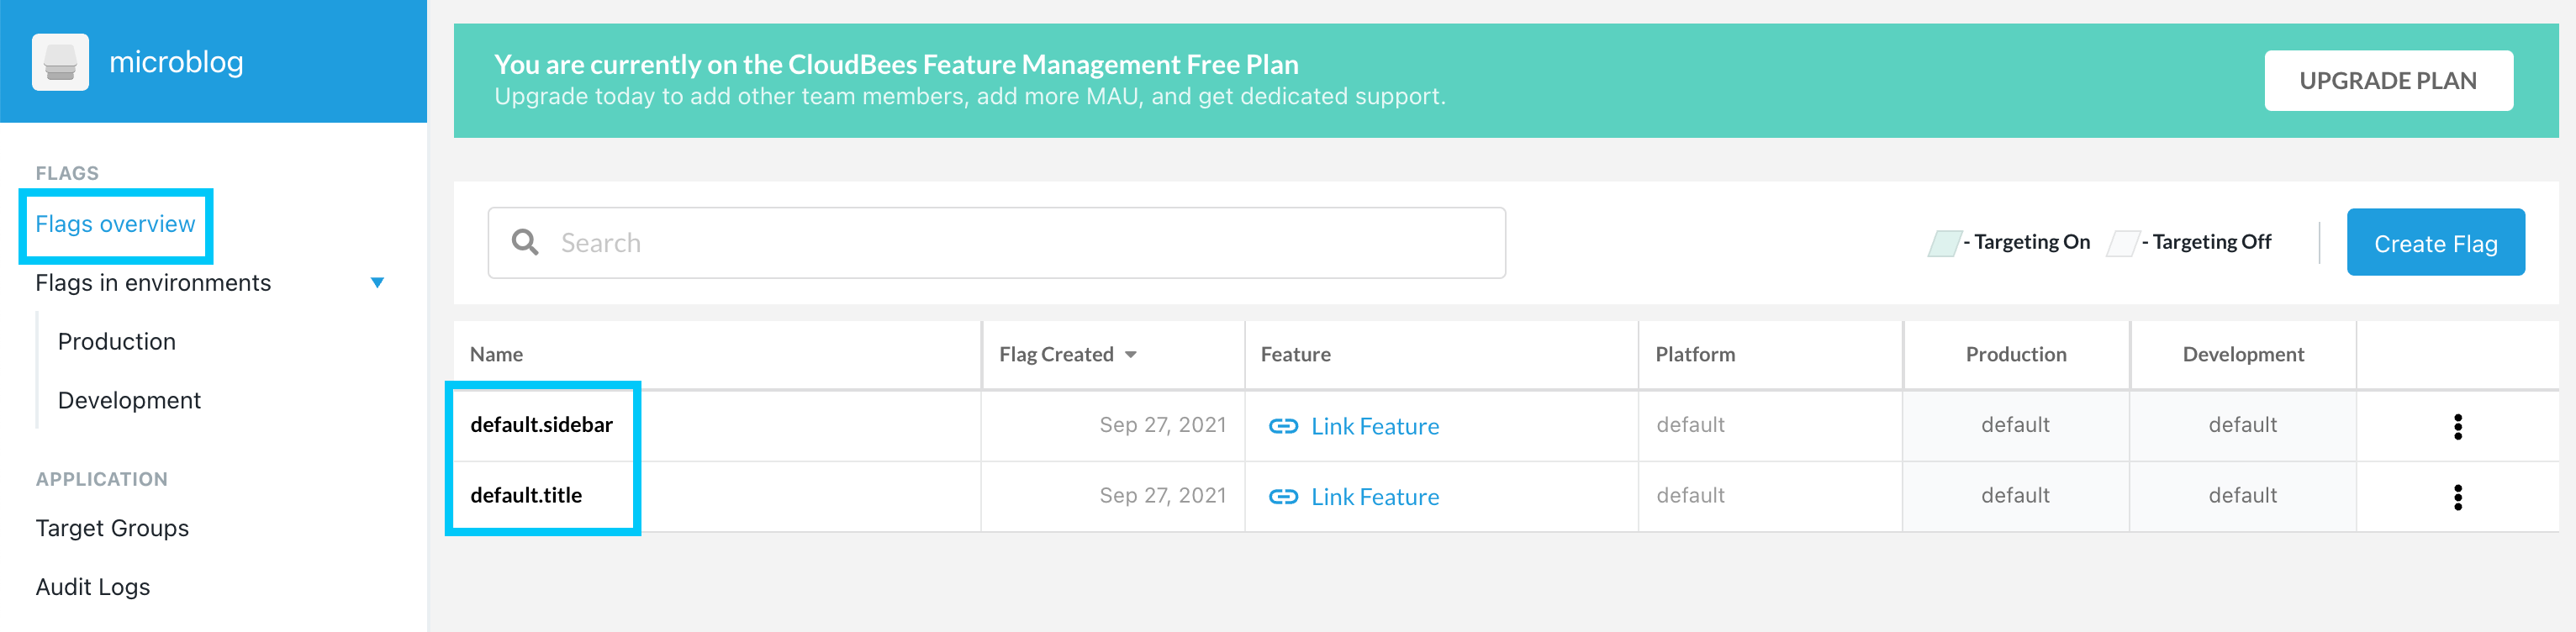 microblog
You are currently on the CloudBees Feature Management Free Plan
Upgrade today to add other team members, add more MAU, and get dedicated support.
UPGRADE PLAN
FLAGS
Flags overview
Flags in environments
Production
Development
APPLICATION
Target Groups
Audit Logs
Search
- Targeting On
- Targeting Off
Create Flag
Name Flag Created Feature Platform Production Development
default.sidebar Sep 27, 2021 Link Feature default default default
default.title Sep 27, 2021 Link Feature default default default